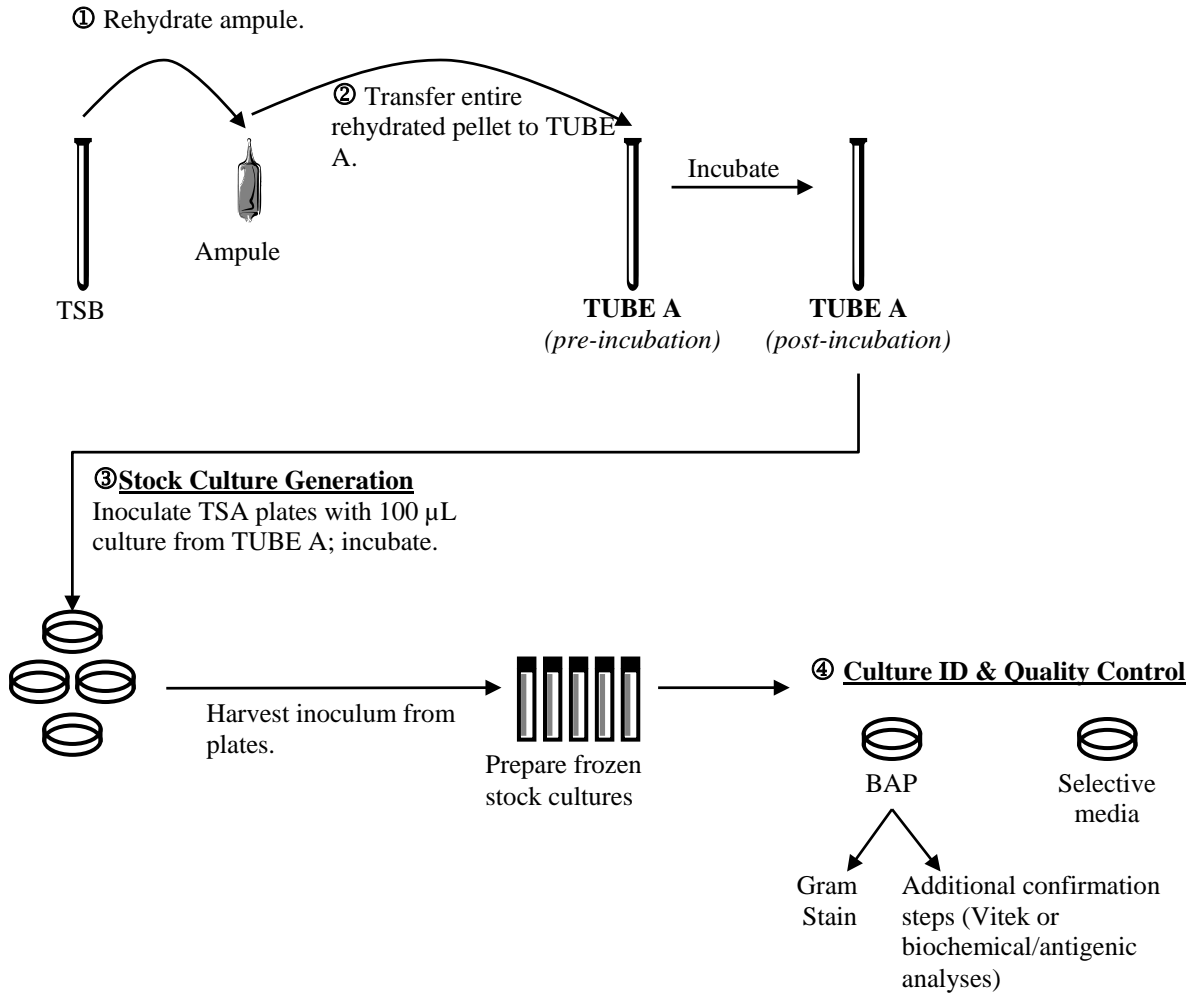 ① Rehydrate ampule.
② Transfer entire
rehydrated pellet to TUBE
A.
Incubate
Ampule
TSB
TUBE A
(pre-incubation)
TUBE A
(post-incubation)
③Stock Culture Generation
Inoculate TSA plates with 100 µL
culture from TUBE A; incubate.
Harvest inoculum from
plates.
Prepare frozen
stock cultures
④ Culture ID & Quality Control
BAP
Selective
media
Gram
Stain
Additional confirmation
steps (Vitek or
biochemical/antigenic
analyses)